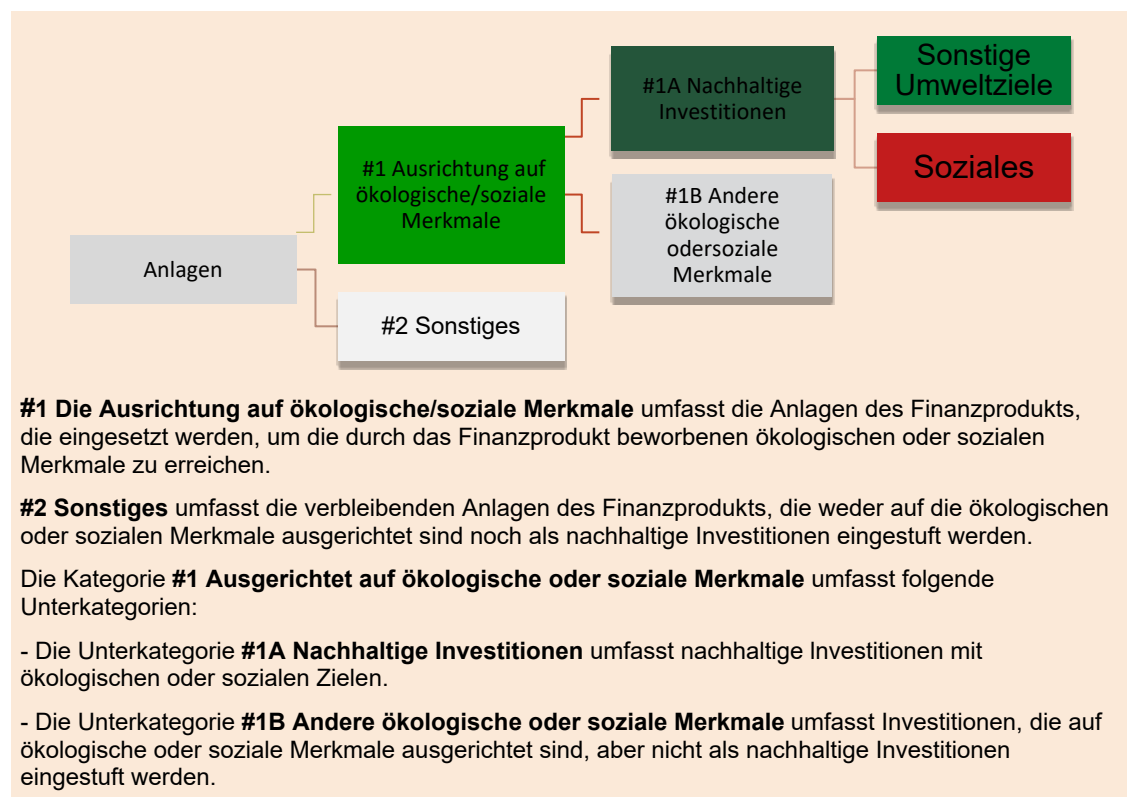 Sonstige
Umweltziele
#1A Nachhaltige
Investitionen
Soziales
#1 Ausrichtung auf
ökologische/soziale
Merkmale
#1B Andere
ökologische
odersoziale
Merkmale
Anlagen
#2 Sonstiges
#1 Die Ausrichtung auf ökologische/soziale Merkmale umfasst die Anlagen des Finanzprodukts,
die eingesetzt werden, um die durch das Finanzprodukt beworbenen ökologischen oder sozialen
Merkmale zu erreichen.
#2 Sonstiges umfasst die verbleibenden Anlagen des Finanzprodukts, die weder auf die ökologischen
oder sozialen Merkmale ausgerichtet sind noch als nachhaltige Investitionen eingestuft werden.
Die Kategorie #1 Ausgerichtet auf ökologische oder soziale Merkmale umfasst folgende
Unterkategorien:
- Die Unterkategorie #1A Nachhaltige Investitionen umfasst nachhaltige Investitionen mit
ökologischen oder sozialen Zielen.
- Die Unterkategorie #1B Andere ökologische oder soziale Merkmale umfasst Investitionen, die auf
ökologische oder soziale Merkmale ausgerichtet sind, aber nicht als nachhaltige Investitionen
eingestuft werden.